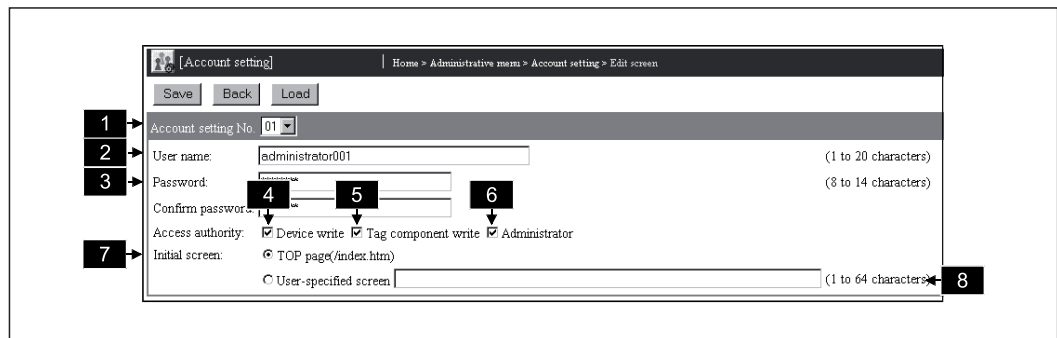 [Account setting] Home > Administrative menu > Account setting > Edit screen
Save Back Load
1 Account setting No. 01
2 User name: administrator001 (1 to 20 characters)
3 Password: (8 to 14 characters)
4 5 6
Confirm password:
Access authority: Device write Tag component write Administrator
7 Initial screen: TOP page(/index.htm)
User-specified screen (1 to 64 characters) 8